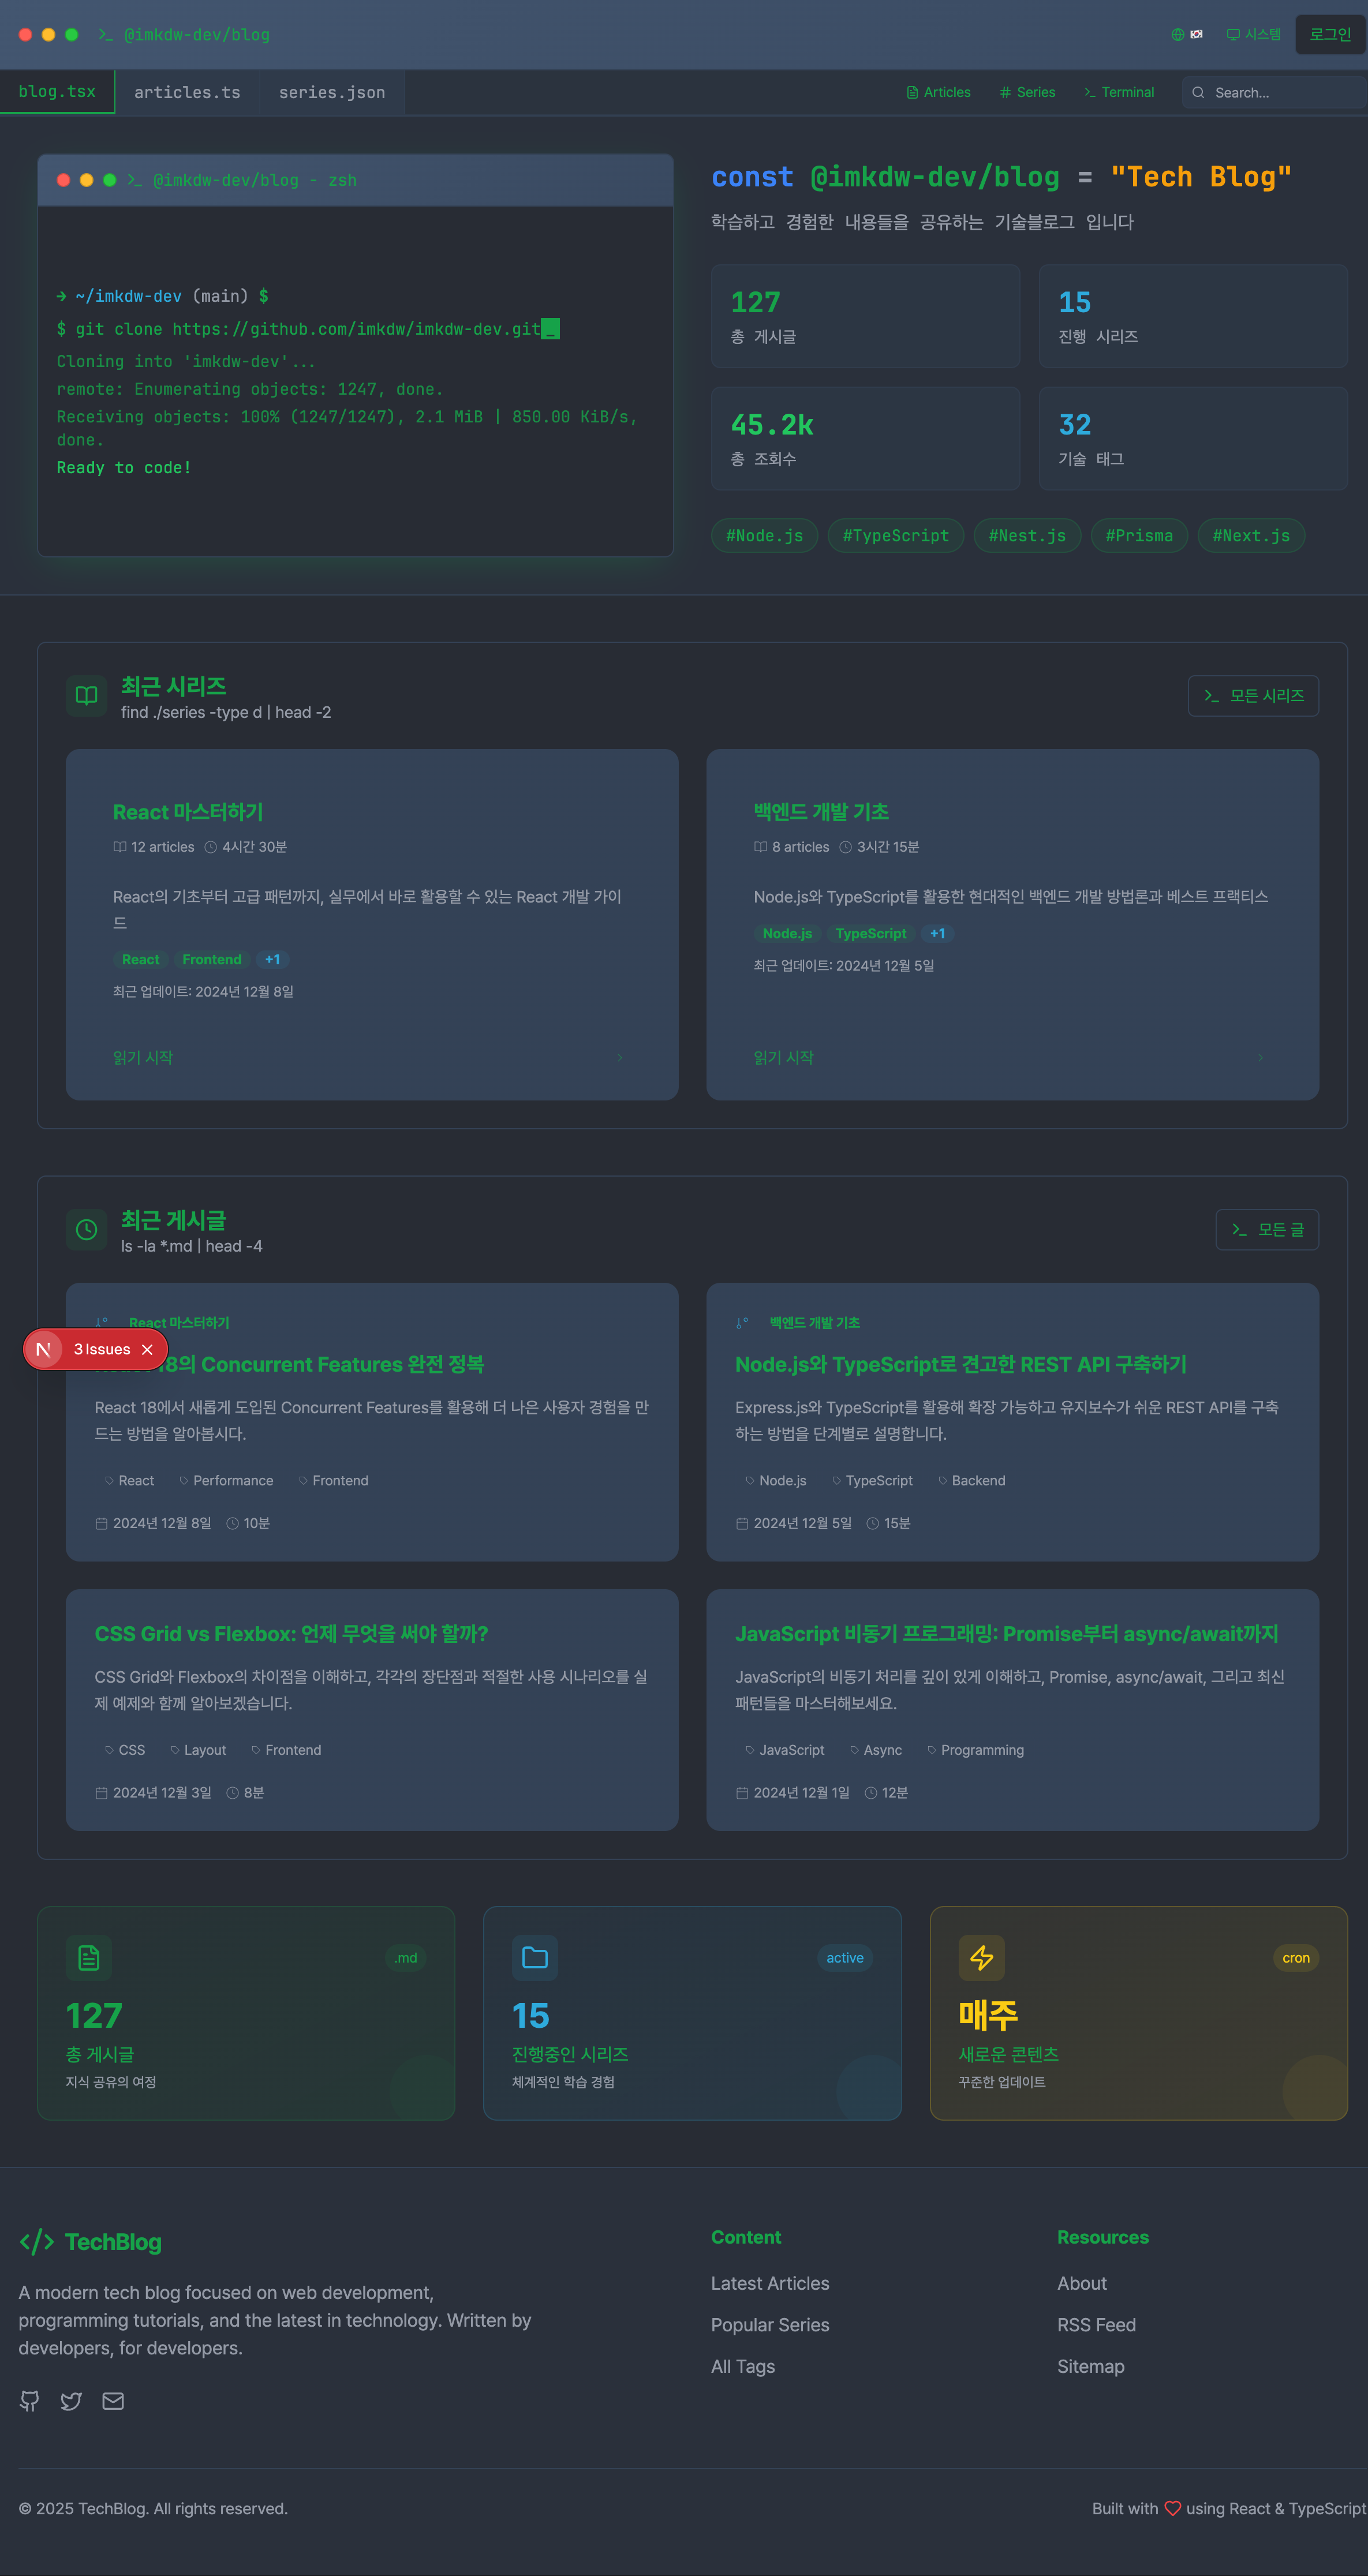 @imkdw-dev/blog
시스템
로그인
blog.tsx
articles.ts
series.json
Articles
Series
Terminal
Search...
@imkdw-dev/blog - zsh
→ ~/imkdw-dev (main) $
$ git clone https://github.com/imkdw/imkdw-dev.git_
Cloning into 'imkdw-dev'...
remote: Enumerating objects: 1247, done.
Receiving objects: 100% (1247/1247), 2.1 MiB | 850.00 KiB/s,
done.
Ready to code!
const @imkdw-dev/blog = "Tech Blog"
학습하고 경험한 내용들을 공유하는 기술블로그 입니다
127
총 게시글
15
진행 시리즈
45.2k
총 조회수
32
기술 태그
#Node.js
#TypeScript
#Nest.js
#Prisma
#Next.js
최근 시리즈
find ./series -type d | head -2
모든 시리즈
React 마스터하기
12 articles
4시간 30분
React의 기초부터 고급 패턴까지, 실무에서 바로 활용할 수 있는 React 개발 가이
드
React
Frontend
+1
최근 업데이트: 2024년 12월 8일
읽기 시작
백엔드 개발 기초
8 articles
3시간 15분
Node.js와 TypeScript를 활용한 현대적인 백엔드 개발 방법론과 베스트 프랙티스
Node.js
TypeScript
+1
최근 업데이트: 2024년 12월 5일
읽기 시작
최근 게시글
ls -la *.md | head -4
모든 글
React 마스터하기
N
3 Issues
18의 Concurrent Features 완전 정복
React 18에서 새롭게 도입된 Concurrent Features를 활용해 더 나은 사용자 경험을 만
드는 방법을 알아봅시다.
React
Performance
Frontend
2024년 12월 8일
10분
백엔드 개발 기초
Node.js와 TypeScript로 견고한 REST API 구축하기
Express.js와 TypeScript를 활용해 확장 가능하고 유지보수가 쉬운 REST API를 구축
하는 방법을 단계별로 설명합니다.
Node.js
TypeScript
Backend
2024년 12월 5일
15분
CSS Grid vs Flexbox: 언제 무엇을 써야 할까?
CSS Grid와 Flexbox의 차이점을 이해하고, 각각의 장단점과 적절한 사용 시나리오를 실
제 예제와 함께 알아보겠습니다.
CSS
Layout
Frontend
2024년 12월 3일
8분
JavaScript 비동기 프로그래밍: Promise부터 async/await까지
JavaScript의 비동기 처리를 깊이 있게 이해하고, Promise, async/await, 그리고 최신
패턴들을 마스터해보세요.
JavaScript
Async
Programming
2024년 12월 1일
12분
.md
127
총 게시글
지식 공유의 여정
active
15
진행중인 시리즈
체계적인 학습 경험
cron
매주
새로운 콘텐츠
꾸준한 업데이트
TechBlog
A modern tech blog focused on web development,
programming tutorials, and the latest in technology. Written by
developers, for developers.
Content
Latest Articles
Popular Series
All Tags
Resources
About
RSS Feed
Sitemap
© 2025 TechBlog. All rights reserved.
Built with ♡ using React & TypeScript